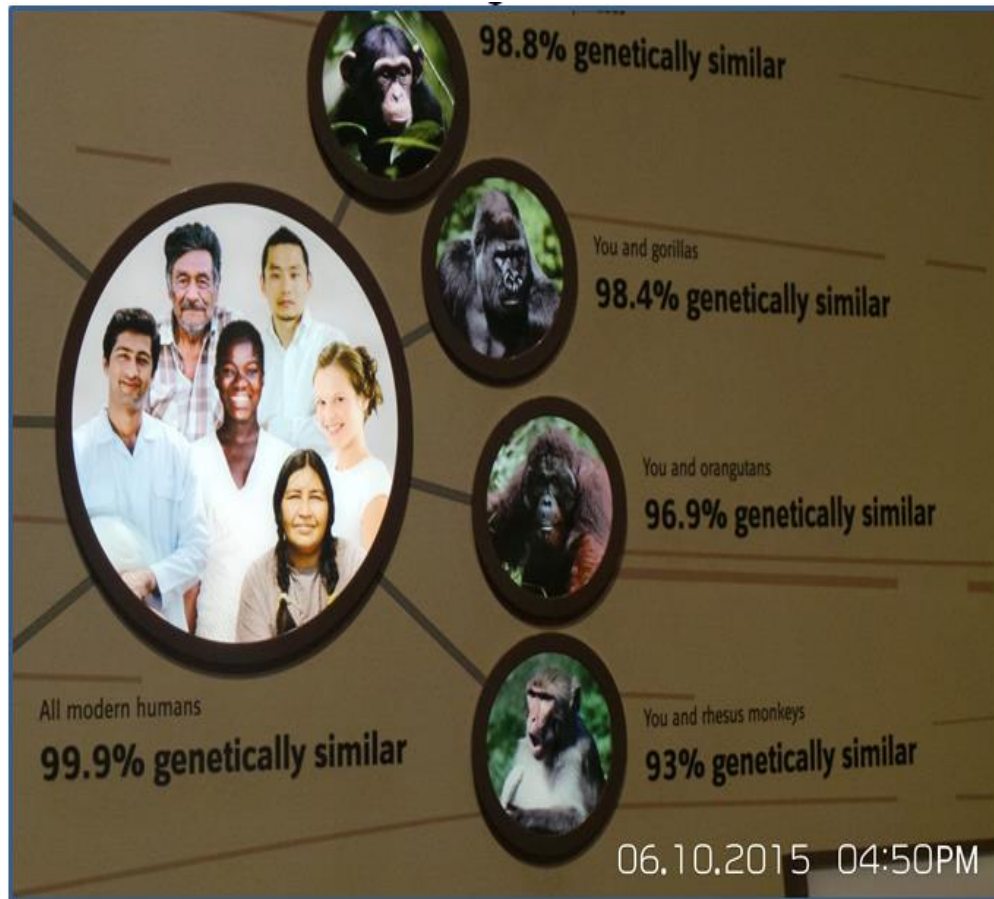 98.8% genetically similar
You and gorillas
98.4% genetically similar
You and orangutans
96.9% genetically similar
You and rhesus monkeys
93% genetically similar
All modern humans
99.9% genetically similar
06.10.2015 04:50PM